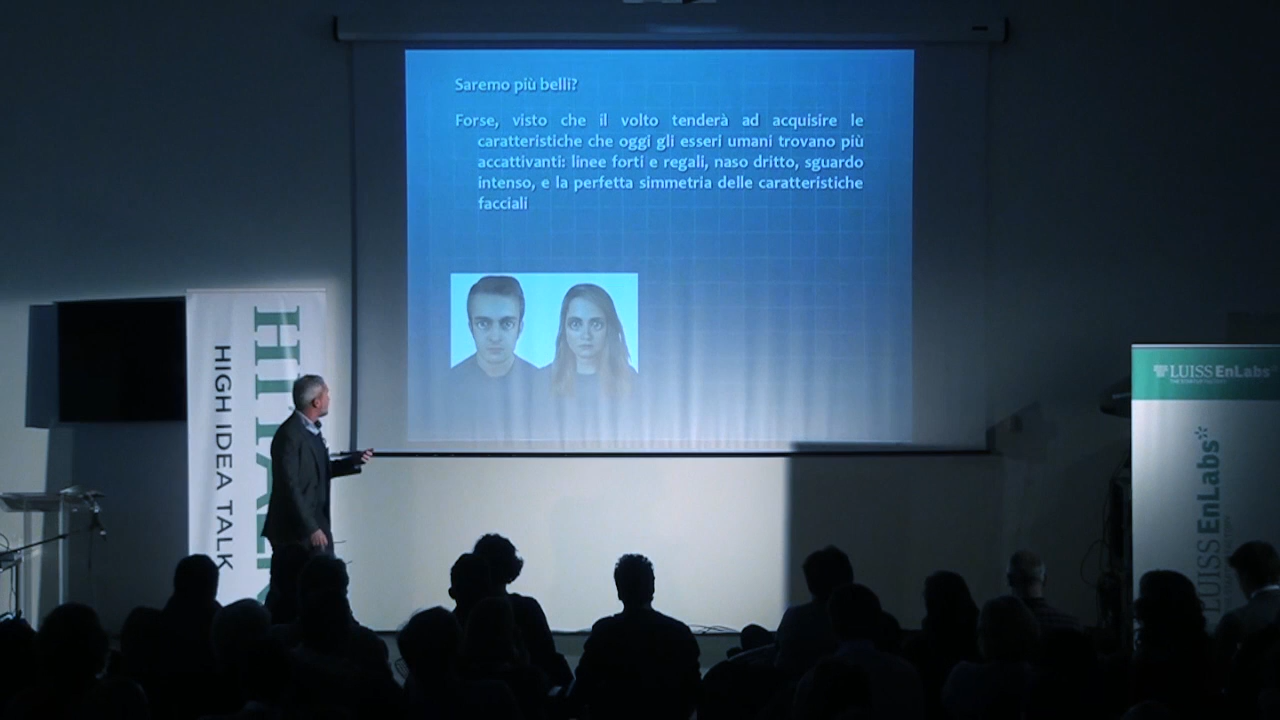 Saremo più belli?
Forse, visto che il volto tenderà ad acquisire le
caratteristiche che oggi gli esseri umani trovano più
accattivanti: linee forti e regali, naso dritto, sguardo
intenso, e la perfetta simmetria delle caratteristiche
facciali
HIGH IDEA TALK
LUISS EnLabs
LUISS EnLabs*